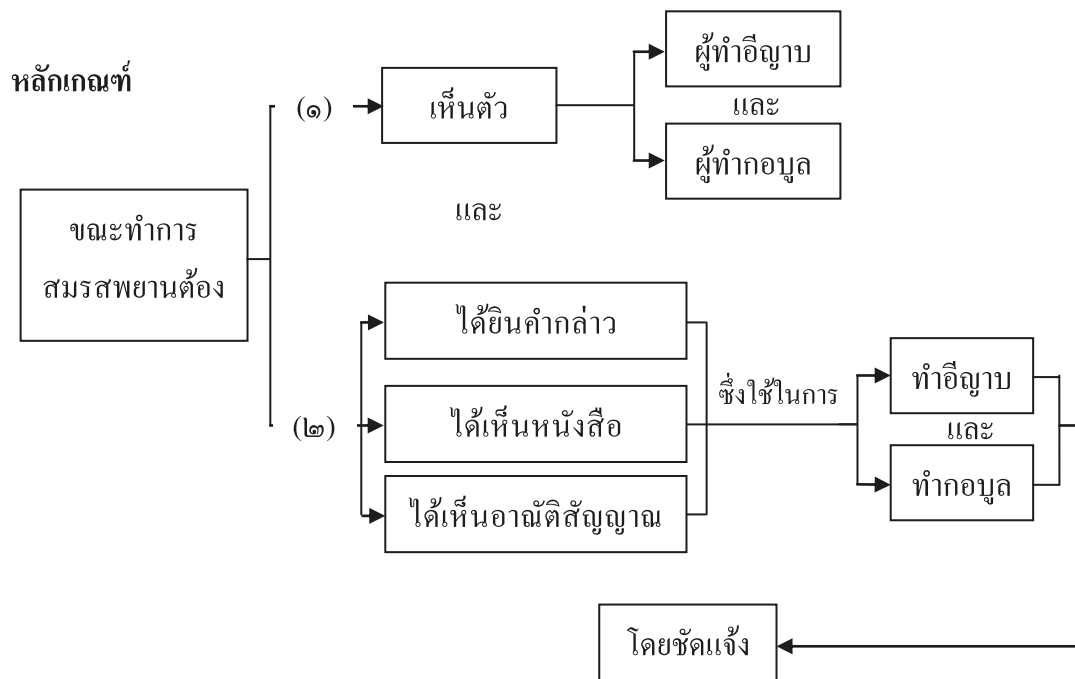 หลักเกณฑ์
ขณะทำการ
สมรสพยานต้อง
(๑)
เห็นตัว
ผู้ทำอีญาบ
และ
ผู้ทำกอบูล
และ
(๒)
ได้ยินคำกล่าว
ได้เห็นหนังสือ
ได้เห็นอาณัติสัญญาณ
ซึ่งใช้ในการ
ทำอีญาบ
และ
ทำกอบูล
โดยชัดแจ้ง